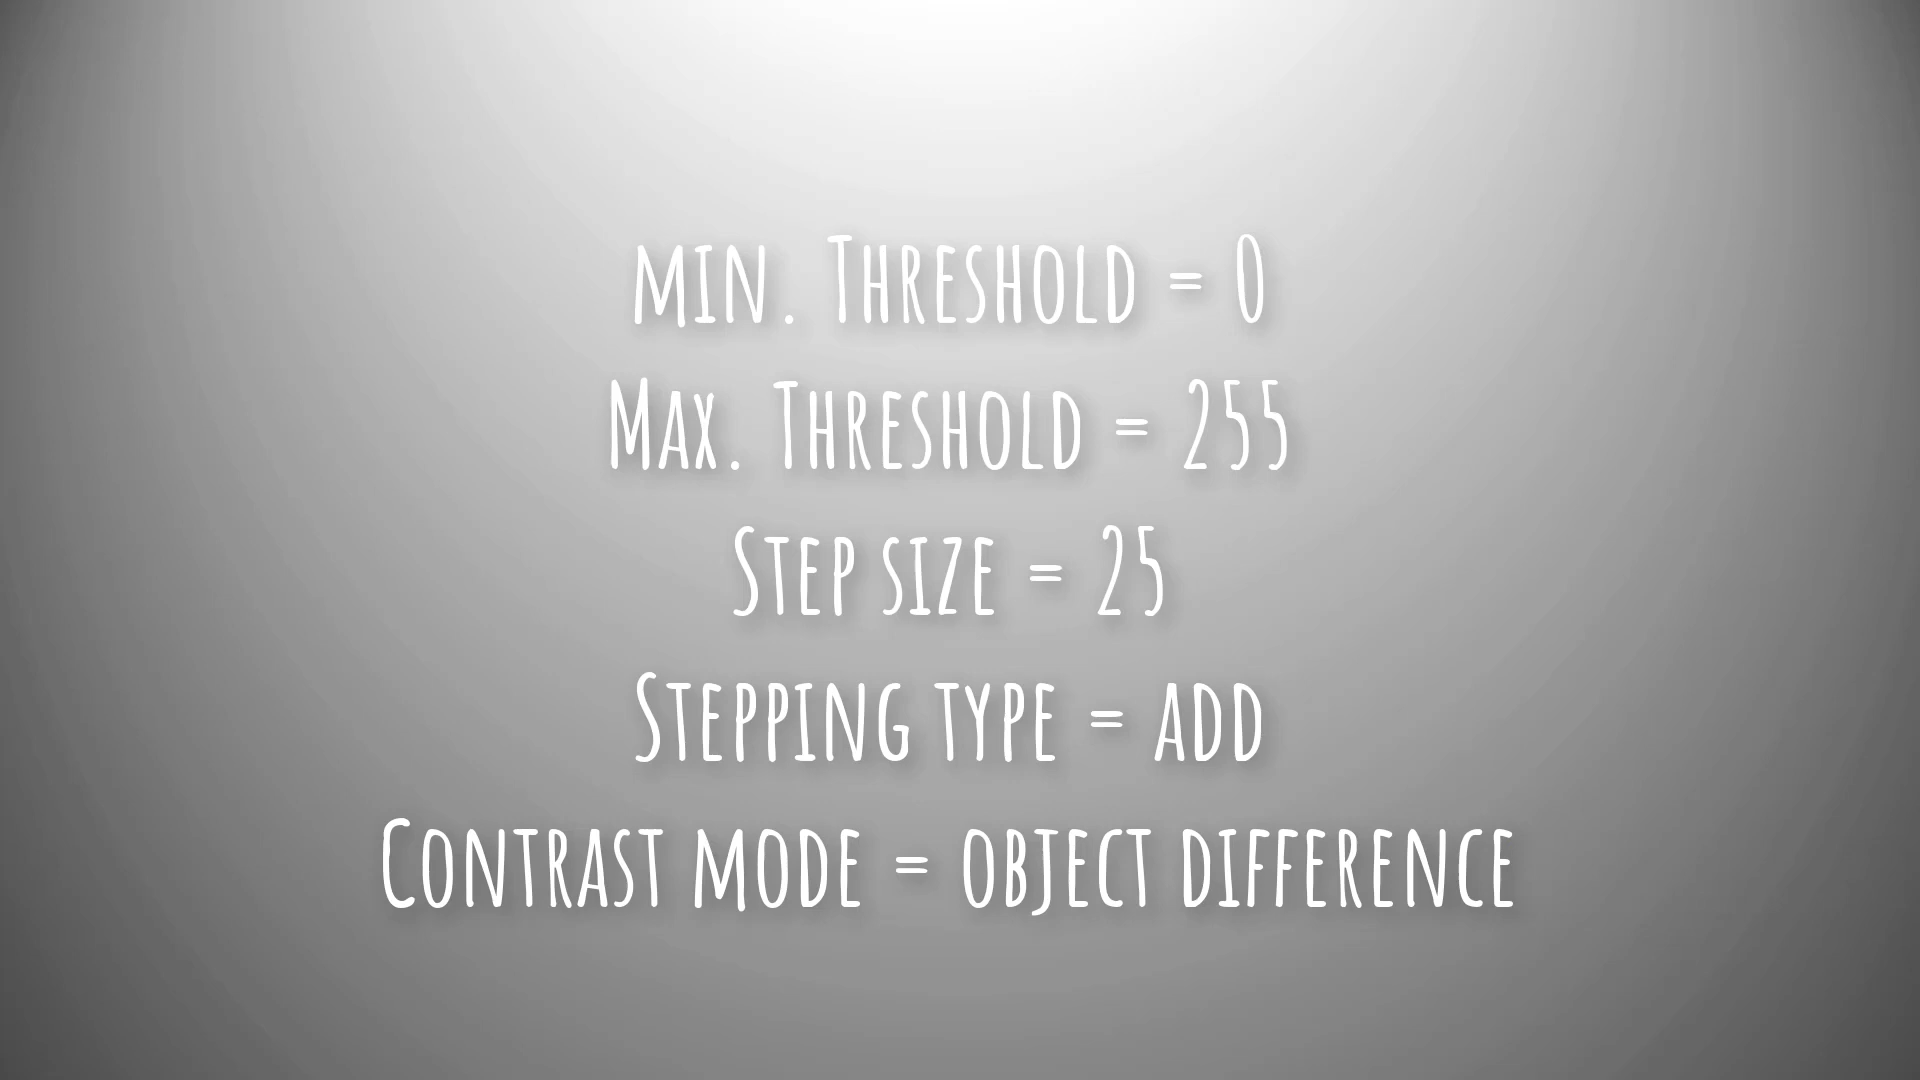 min. Threshold = 0
Max. Threshold = 255
Step size = 25
Stepping type = add
Contrast mode = object difference